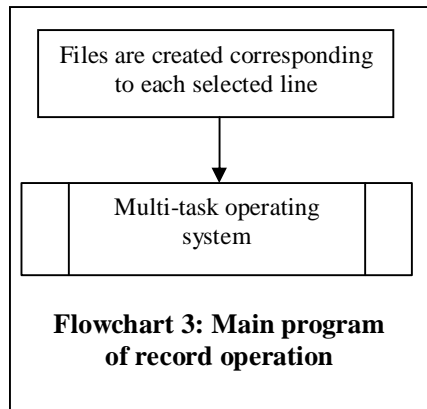 Files are created corresponding
to each selected line
Multi-task operating
system
Flowchart 3: Main program
of record operation